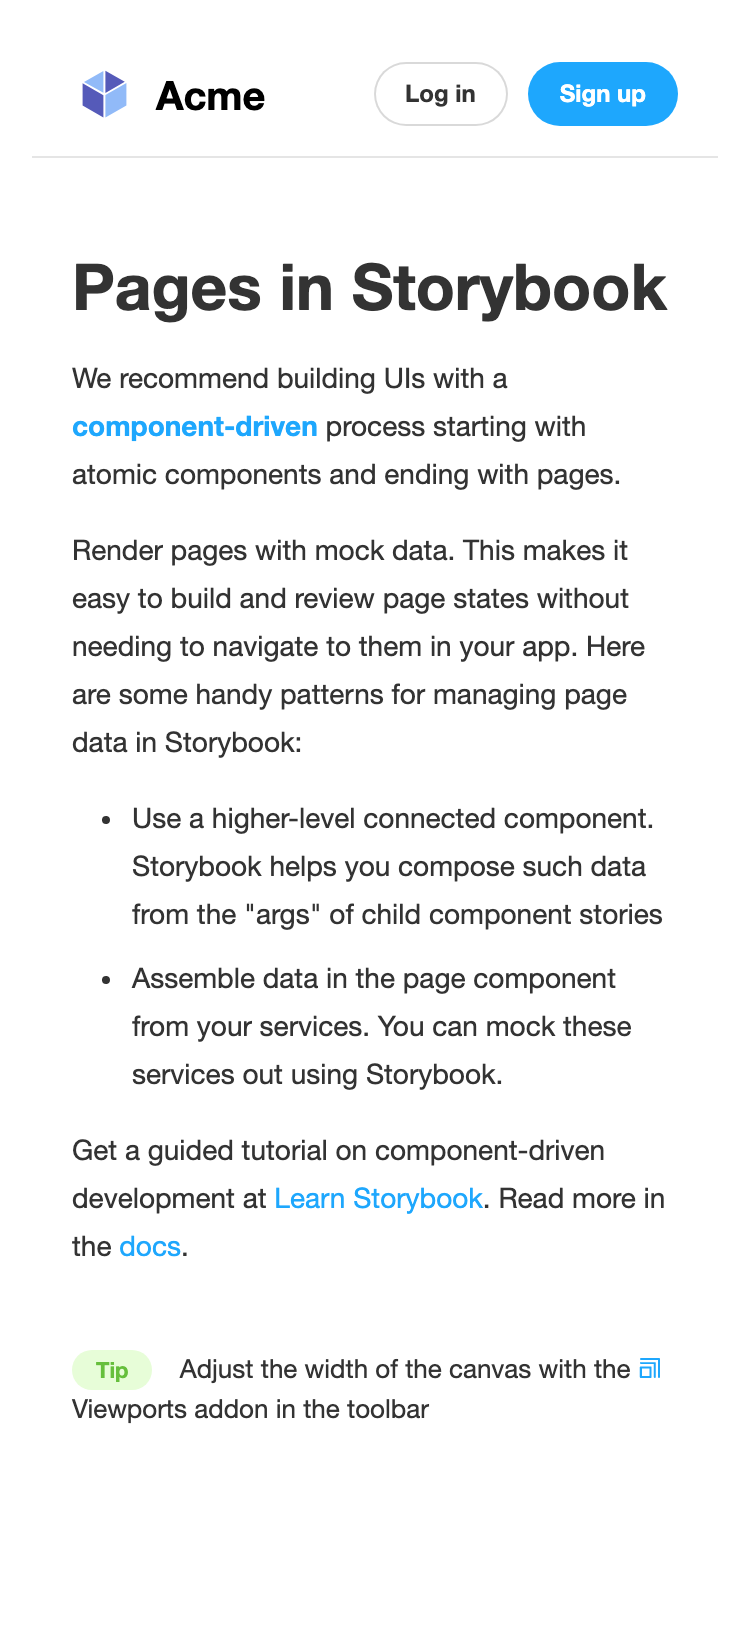 Acme
Log in
Sign up
Pages in Storybook
We recommend building UIs with a
component-driven process starting with
atomic components and ending with pages.
Render pages with mock data. This makes it
easy to build and review page states without
needing to navigate to them in your app. Here
are some handy patterns for managing page
data in Storybook:
• Use a higher-level connected component.
Storybook helps you compose such data
from the "args" of child component stories
• Assemble data in the page component
from your services. You can mock these
services out using Storybook.
Get a guided tutorial on component-driven
development at Learn Storybook. Read more in
the docs.
Tip Adjust the width of the canvas with the
Viewports addon in the toolbar